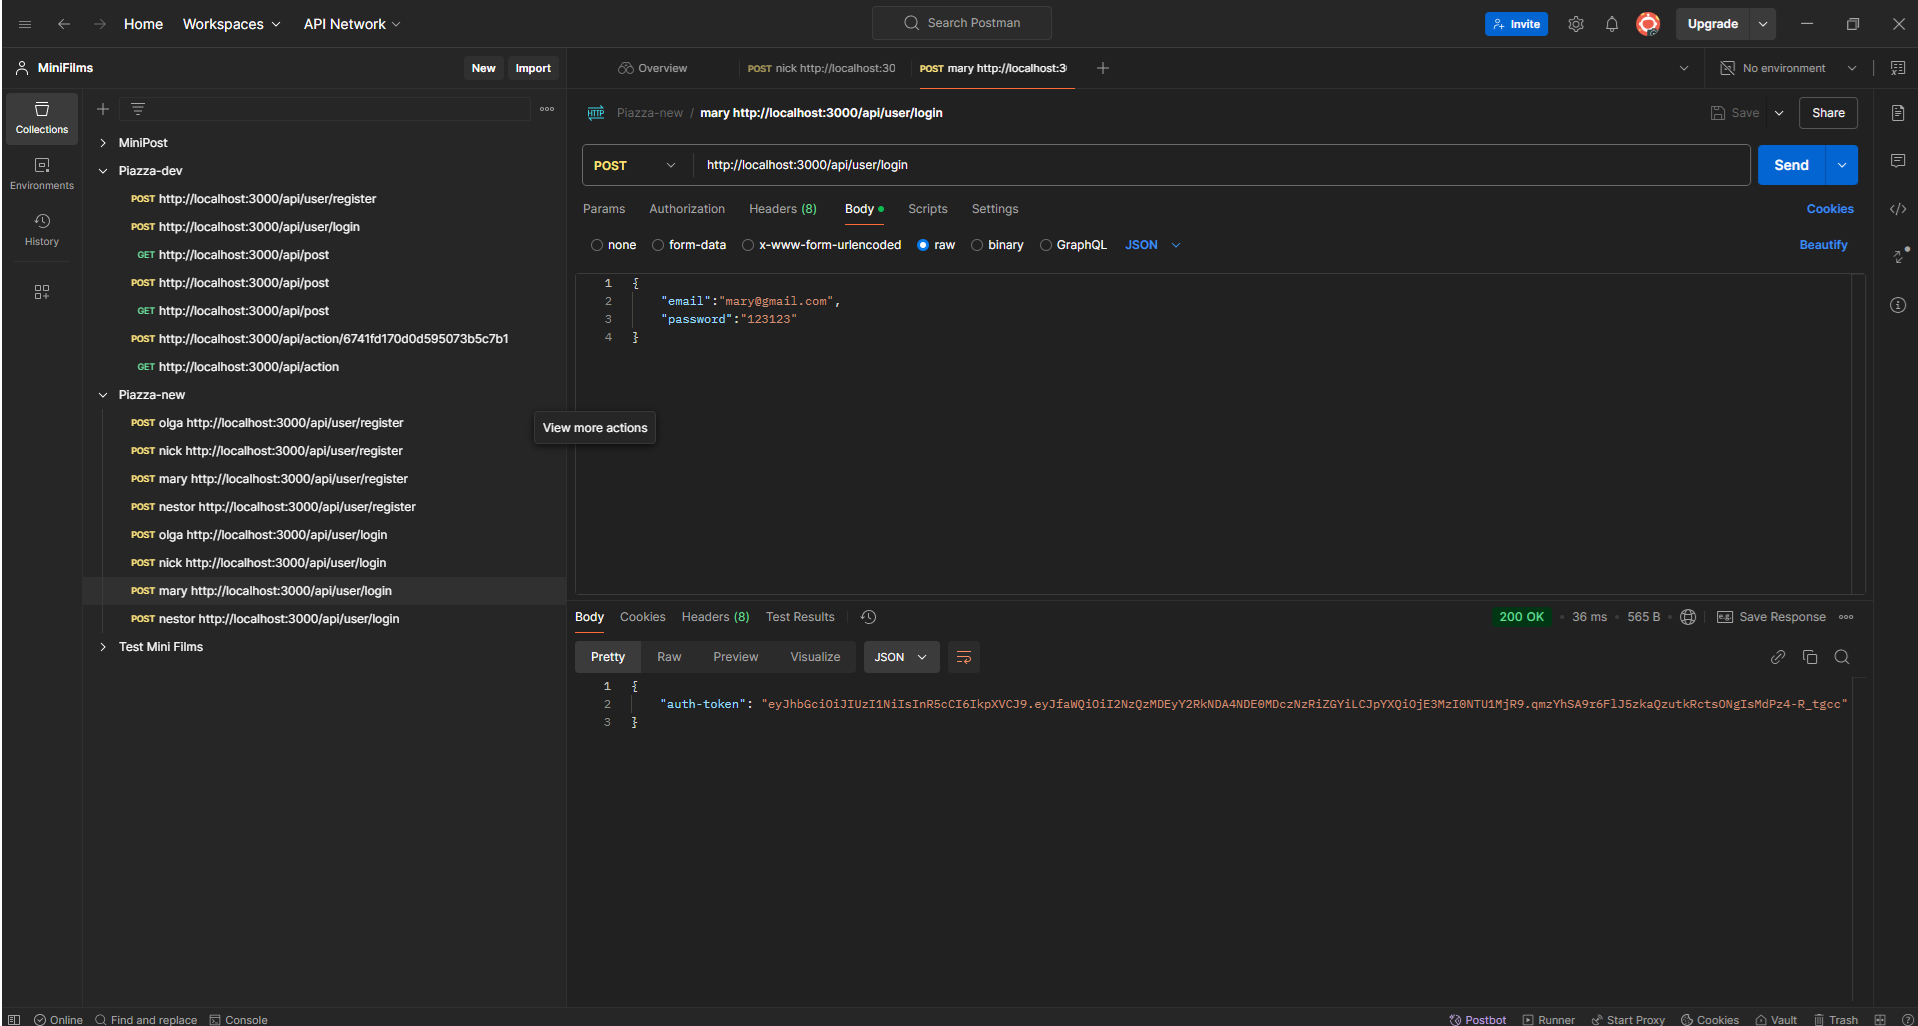 Home Workspaces API Network Search Postman Invite Upgrade
MiniFilms New Import Overview POST nick http://localhost:30 POST mary http://localhost:3 No environment
Collections
Environments
History
MiniPost
Piazza-dev
POST http://localhost:3000/api/user/register
POST http://localhost:3000/api/user/login
GET http://localhost:3000/api/post
POST http://localhost:3000/api/post
GET http://localhost:3000/api/post
POST http://localhost:3000/api/action/6741fd170d0d595073b5c7b1
GET http://localhost:3000/api/action
Piazza-new
POST olga http://localhost:3000/api/user/register
POST nick http://localhost:3000/api/user/register
POST mary http://localhost:3000/api/user/register
POST nestor http://localhost:3000/api/user/register
POST olga http://localhost:3000/api/user/login
POST nick http://localhost:3000/api/user/login
POST mary http://localhost:3000/api/user/login
POST nestor http://localhost:3000/api/user/login
Test Mini Films
View more actions
HTTP Piazza-new / mary http://localhost:3000/api/user/login Save Share
POST http://localhost:3000/api/user/login Send
Params Authorization Headers (8) Body Scripts Settings Cookies
none form-data x-www-form-urlencoded raw binary GraphQL JSON Beautify
1 {
2 "email":"mary@gmail.com",
3 "password":"123123"
4 }
Body Cookies Headers (8) Test Results 200 OK 36 ms 565 B e.g. Save Response
Pretty Raw Preview Visualize JSON
1 {
2 "auth-token": "eyJhbGciOiJIUzI1NiIsInR5cCI6IkpXVCJ9.eyJfaWQiOiI2NzQzMDEyY2RkNDA4NDE0MDczNzRiZGYiLCJpYXQiOjE3MzI0NTU1MjR9.qmzYhSA9r6FlJ5zkaQzutkRctsONgIsMdPz4-R_tgcc"
3 }
Online Find and replace Console Postbot Runner Start Proxy Cookies Vault Trash